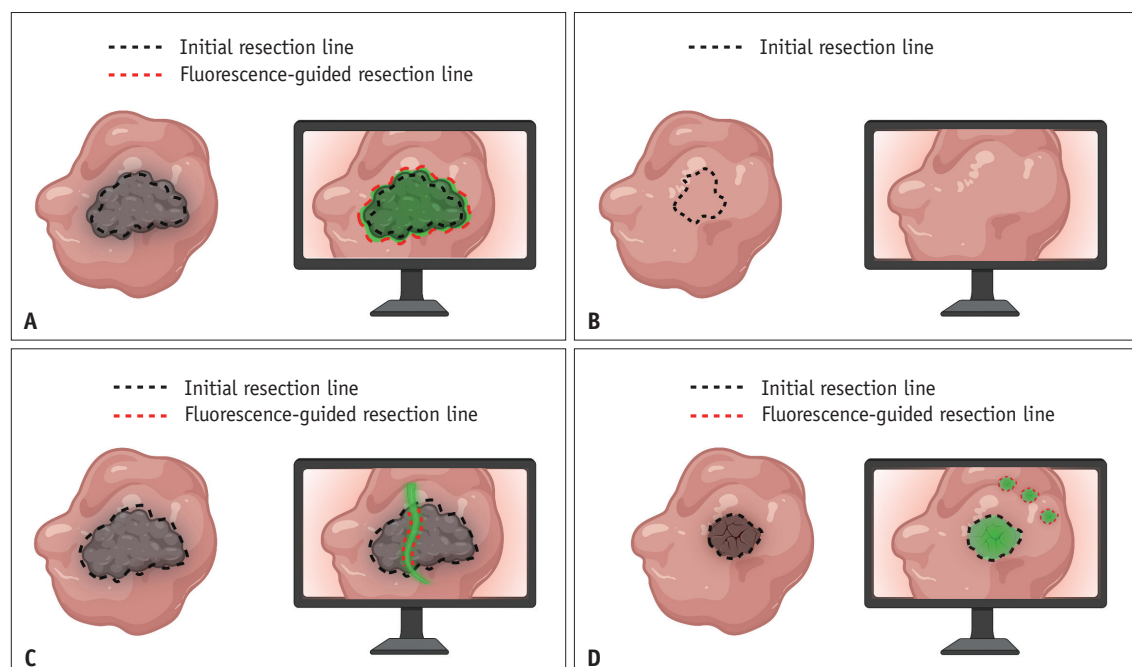 Initial resection line
Fluorescence-guided resection line
A
Initial resection line
B
Initial resection line
Fluorescence-guided resection line
C
Initial resection line
Fluorescence-guided resection line
D